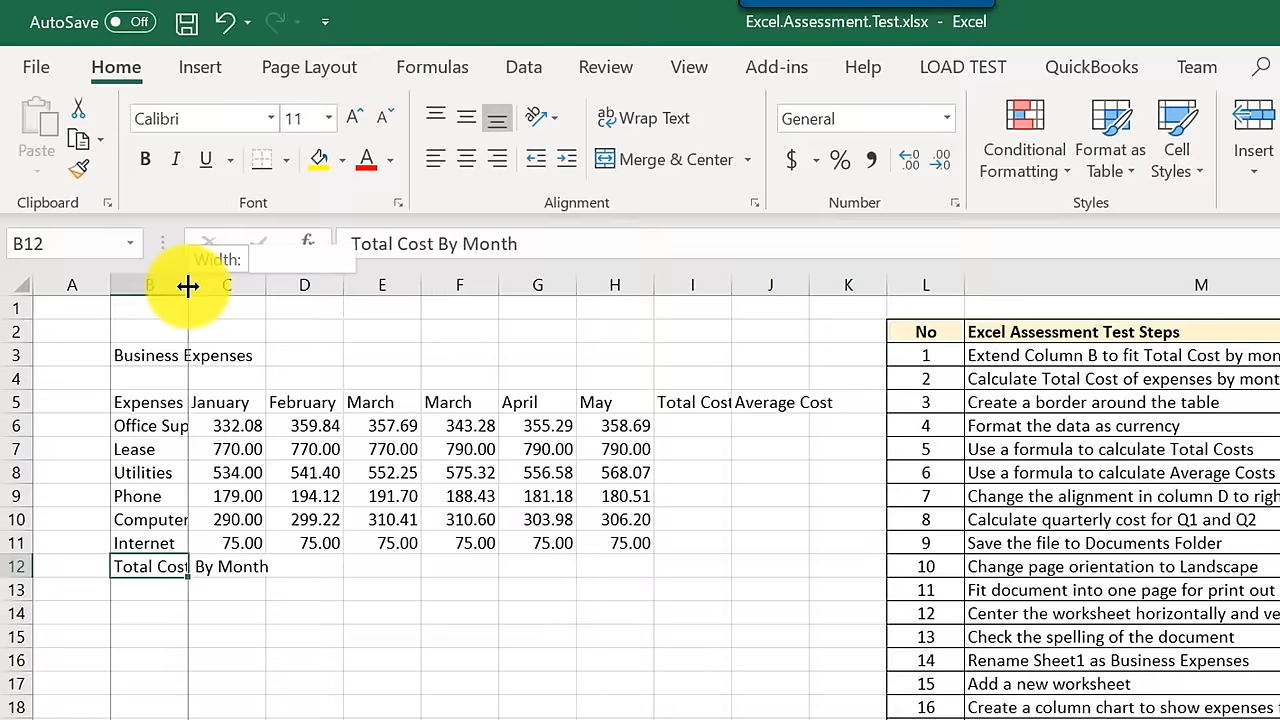 AutoSave Off Excel.Assessment.Test.xlsx - Excel
File Home Insert Page Layout Formulas Data Review View Add-ins Help LOAD TEST QuickBooks Team
Paste Calibri 11 Wrap Text General Conditional Formatting Format as Table Cell Styles Insert
B I U A Merge & Center $ % 9 .00 .00
Clipboard Font Alignment Number Styles
B12 fx Total Cost By Month
Width:
A B C D E F G H I J K L M
1
2 No Excel Assessment Test Steps
3 Business Expenses 1 Extend Column B to fit Total Cost by
4 2 Calculate Total Cost of expenses by
5 Expenses January February March March April May Total Cost Average Cost 3 Create a border around the table
6 Office Sup 332.08 359.84 357.69 343.28 355.29 358.69 4 Format the data as currency
7 Lease 770.00 770.00 770.00 790.00 790.00 790.00 5 Use a formula to calculate Total Costs
8 Utilities 534.00 541.40 552.25 575.32 556.58 568.07 6 Use a formula to calculate Average Costs
9 Phone 179.00 194.12 191.70 188.43 181.18 180.51 7 Change the alignment in column D to
10 Computer 290.00 299.22 310.41 310.60 303.98 306.20 8 Calculate quarterly cost for Q1 and Q2
11 Internet 75.00 75.00 75.00 75.00 75.00 75.00 9 Save the file to Documents Folder
12 Total Cost By Month 10 Change page orientation to Landscape
13 11 Fit document into one page for print out
14 12 Center the worksheet horizontally and
15 13 Check the spelling of the document
16 14 Rename Sheet1 as Business Expenses
17 15 Add a new worksheet
18 16 Create a column chart to show expenses